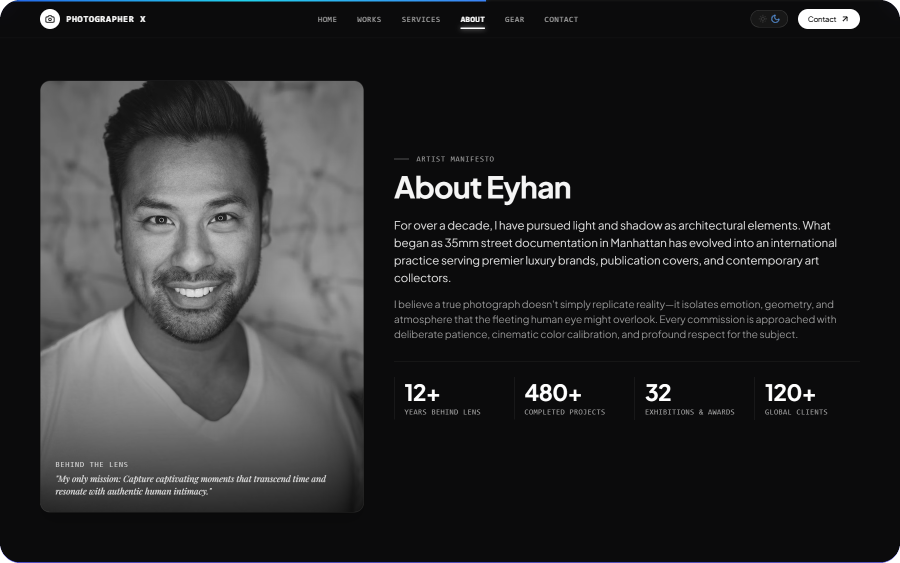 PHOTOGRAPHER X
HOME WORKS SERVICES ABOUT GEAR CONTACT
Contact
BEHIND THE LENS
"My only mission: Capture captivating moments that transcend time and
resonate with authentic human intimacy."
ARTIST MANIFESTO
About Eyhan
For over a decade, I have pursued light and shadow as architectural elements. What
began as 35mm street documentation in Manhattan has evolved into an international
practice serving premier luxury brands, publication covers, and contemporary art
collectors.
I believe a true photograph doesn't simply replicate reality—it isolates emotion, geometry, and
atmosphere that the fleeting human eye might overlook. Every commission is approached with
deliberate patience, cinematic color calibration, and profound respect for the subject.
12+ 480+ 32 120+
YEARS BEHIND LENS COMPLETED PROJECTS EXHIBITIONS & AWARDS GLOBAL CLIENTS